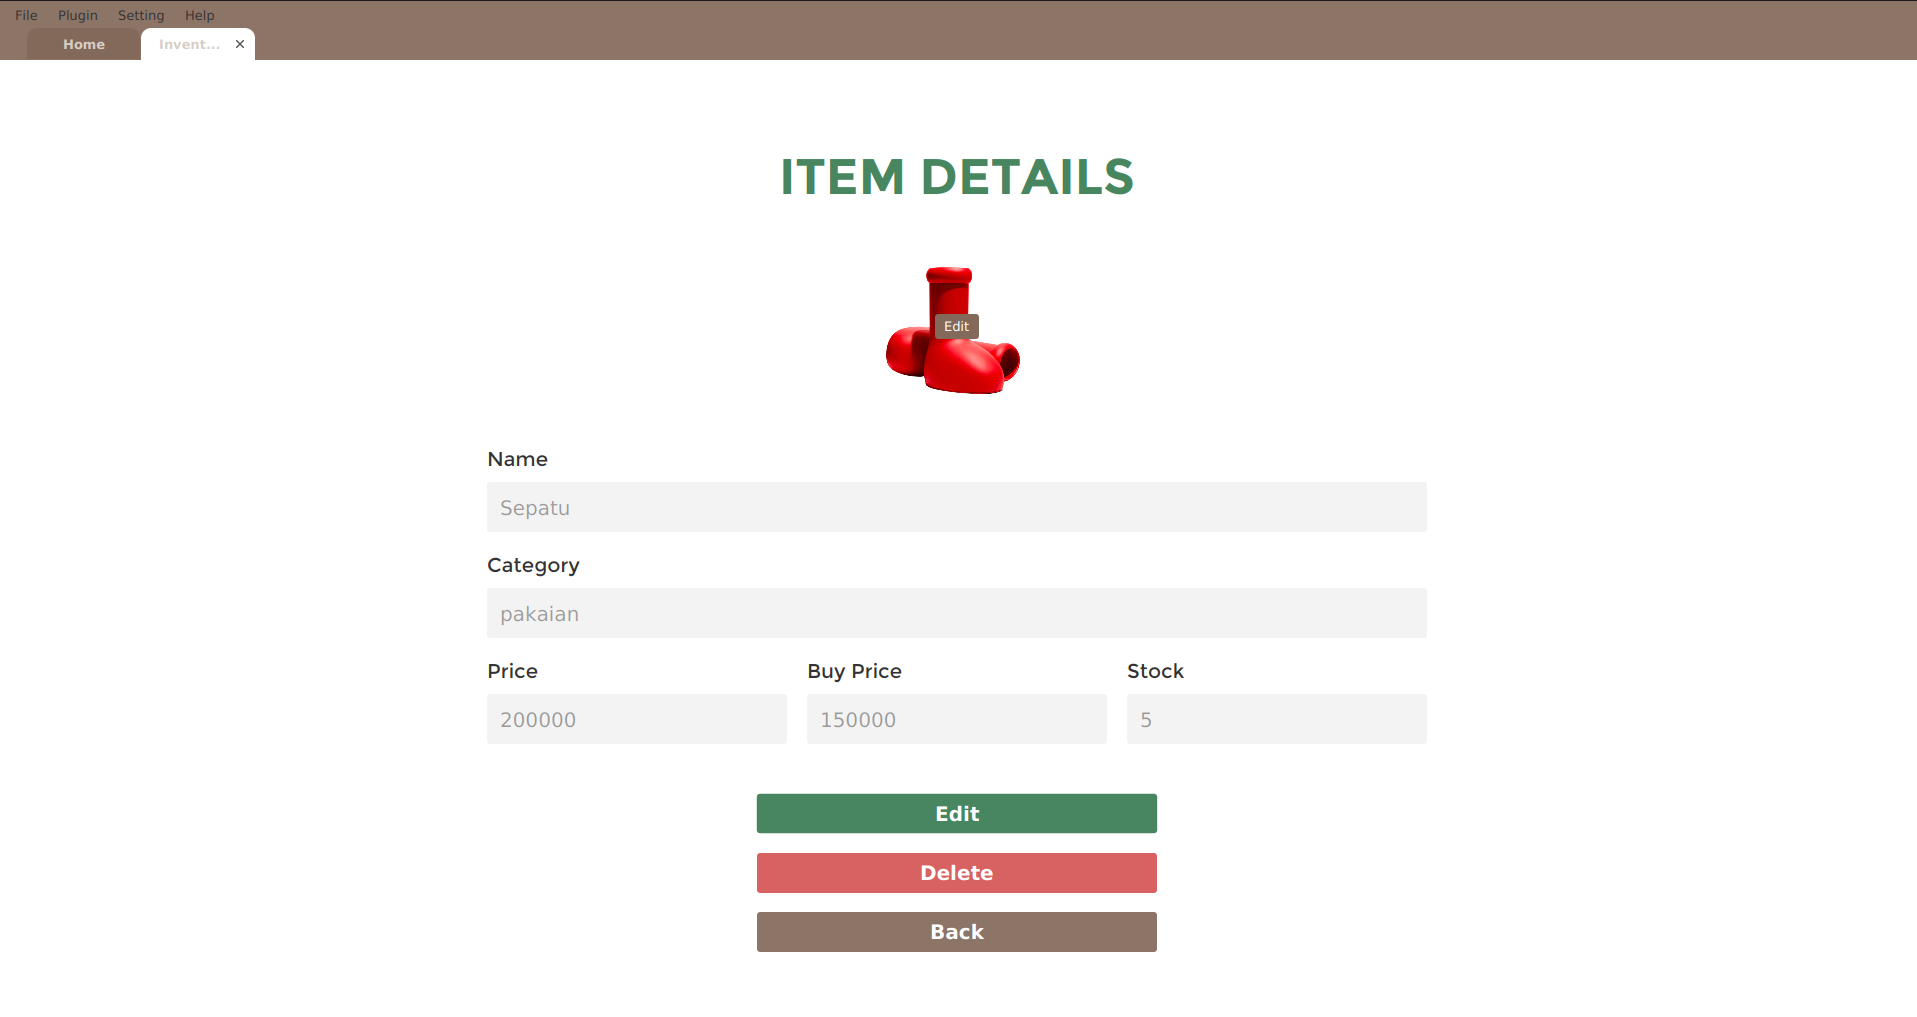 File Plugin Setting Help
Home Invent... ×
ITEM DETAILS
Edit
Name
Sepatu
Category
pakaian
Price Buy Price Stock
200000 150000 5
Edit
Delete
Back